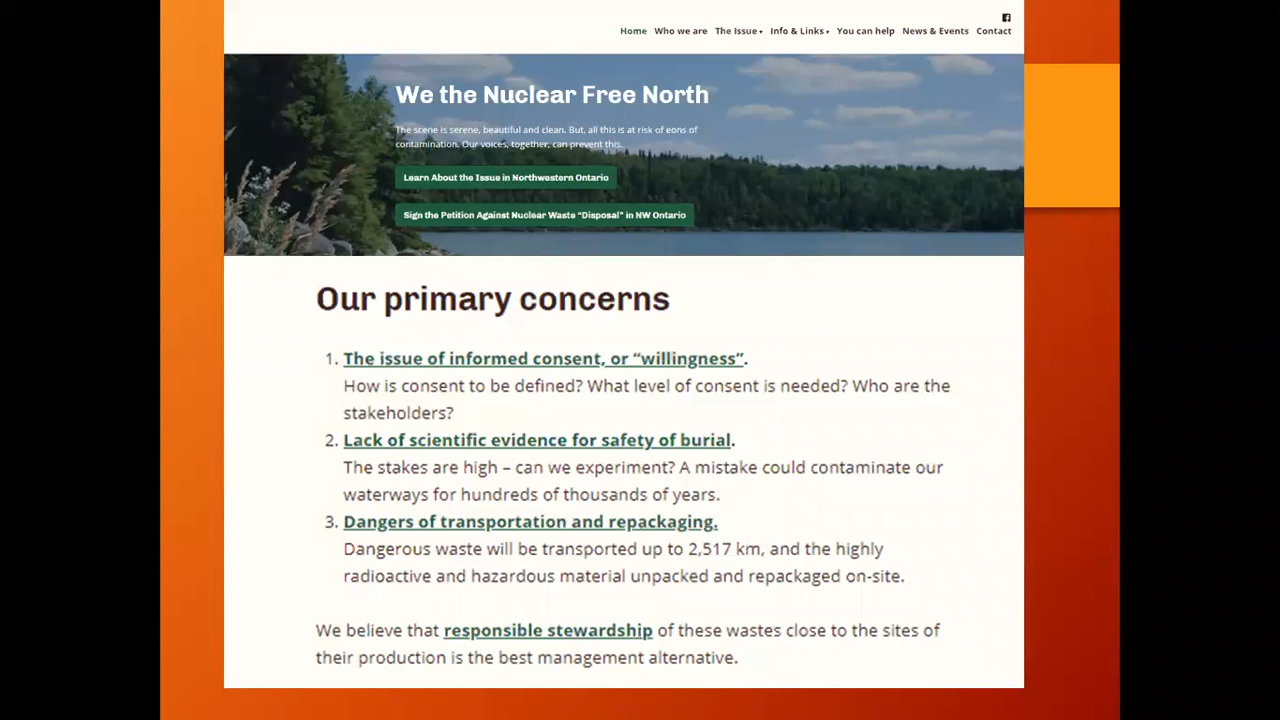 Home Who we are The Issue Info & Links You can help News & Events Contact
We the Nuclear Free North
The scene is serene, beautiful and clean. But, all this is at risk of eons of
contamination. Our voices, together, can prevent this.
Learn About the Issue in Northwestern Ontario
Sign the Petition Against Nuclear Waste “Disposal” in NW Ontario
Our primary concerns
1. The issue of informed consent, or “willingness”.
How is consent to be defined? What level of consent is needed? Who are the
stakeholders?
2. Lack of scientific evidence for safety of burial.
The stakes are high – can we experiment? A mistake could contaminate our
waterways for hundreds of thousands of years.
3. Dangers of transportation and repackaging.
Dangerous waste will be transported up to 2,517 km, and the highly
radioactive and hazardous material unpacked and repackaged on-site.
We believe that responsible stewardship of these wastes close to the sites of
their production is the best management alternative.